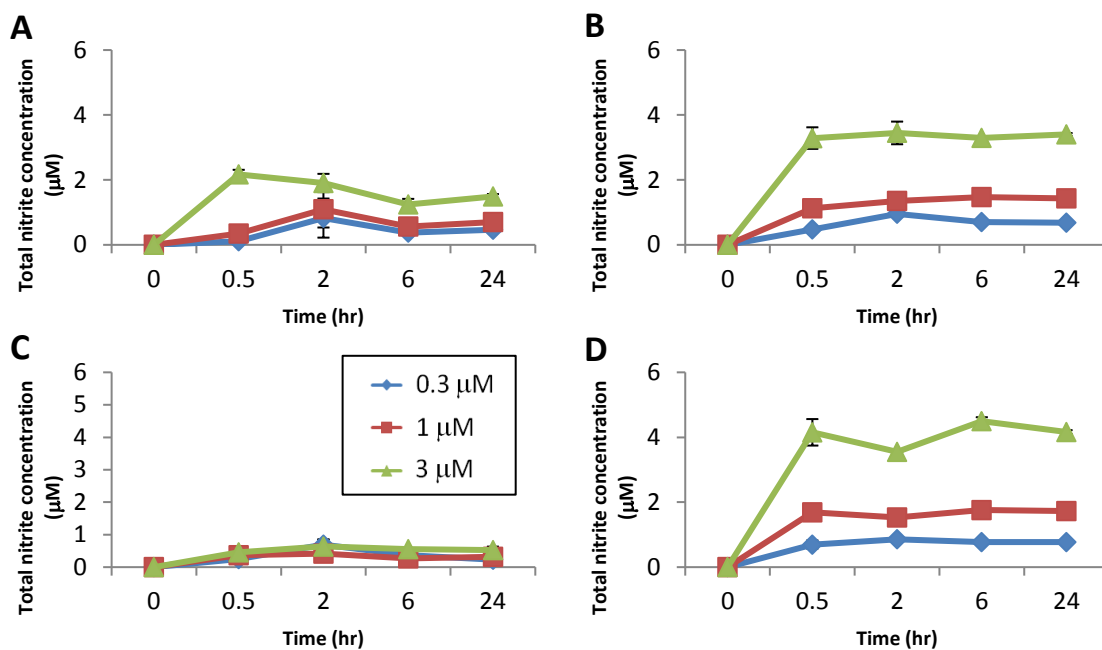 A
Total nitrite concentration
(μM)
6
4
2
0
0 0.5 2 6 24
Time (hr)
B
Total nitrite concentration
(μM)
6
4
2
0
0 0.5 2 6 24
Time (hr)
C
Total nitrite concentration
(μM)
6
5
4
3
2
1
0
0 0.5 2 6 24
Time (hr)
0.3 μM
1 μM
3 μM
D
Total nitrite concentration
(μM)
6
4
2
0
0 0.5 2 6 24
Time (hr)